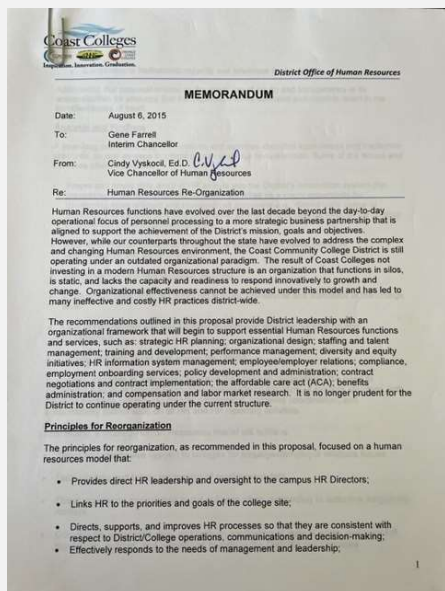 Coast Colleges
Inspiration. Innovation. Graduation.
District Office of Human Resources
MEMORANDUM
Date: August 6, 2015
To: Gene Farrell
Interim Chancellor
From: Cindy Vyskocil, Ed.D.
Vice Chancellor of Human Resources
Re: Human Resources Re-Organization
Human Resources functions have evolved over the last decade beyond the day-to-day
operational focus of personnel processing to a more strategic business partnership that is
aligned to support the achievement of the District's mission, goals and objectives.
However, while our counterparts throughout the state have evolved to address the complex
and changing Human Resources environment, the Coast Community College District is still
operating under an outdated organizational paradigm. The result of Coast Colleges not
investing in a modern Human Resources structure is an organization that functions in silos,
is static, and lacks the capacity and readiness to respond innovatively to growth and
change. Organizational effectiveness cannot be achieved under this model and has led to
many ineffective and costly HR practices district-wide.
The recommendations outlined in this proposal provide District leadership with an
organizational framework that will begin to support essential Human Resources functions
and services, such as: strategic HR planning; organizational design; staffing and talent
management; training and development; performance management; diversity and equity
initiatives; HR information system management; employee/employer relations; compliance,
employment onboarding services; policy development and administration; contract
negotiations and contract implementation; the affordable care act (ACA); benefits
administration; and compensation and labor market research. It is no longer prudent for the
District to continue operating under the current structure.
Principles for Reorganization
The principles for reorganization, as recommended in this proposal, focused on a human
resources model that:
• Provides direct HR leadership and oversight to the campus HR Directors;
• Links HR to the priorities and goals of the college site;
• Directs, supports, and improves HR processes so that they are consistent with
respect to District/College operations, communications and decision-making;
• Effectively responds to the needs of management and leadership;
1